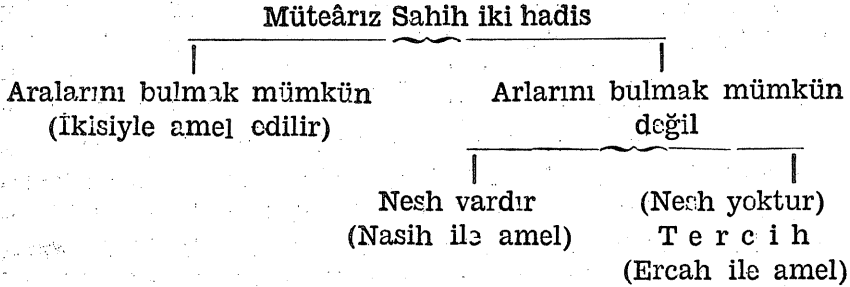 Müteârız Sahih iki hadis
Aralarını bulmak mümkün
(İkisiyle amel edilir)
Arlarını bulmak mümkün
değil
Nesh vardır
(Nasih ile amel)
(Nesh yoktur)
T e r c i h
(Ercah ile amel)